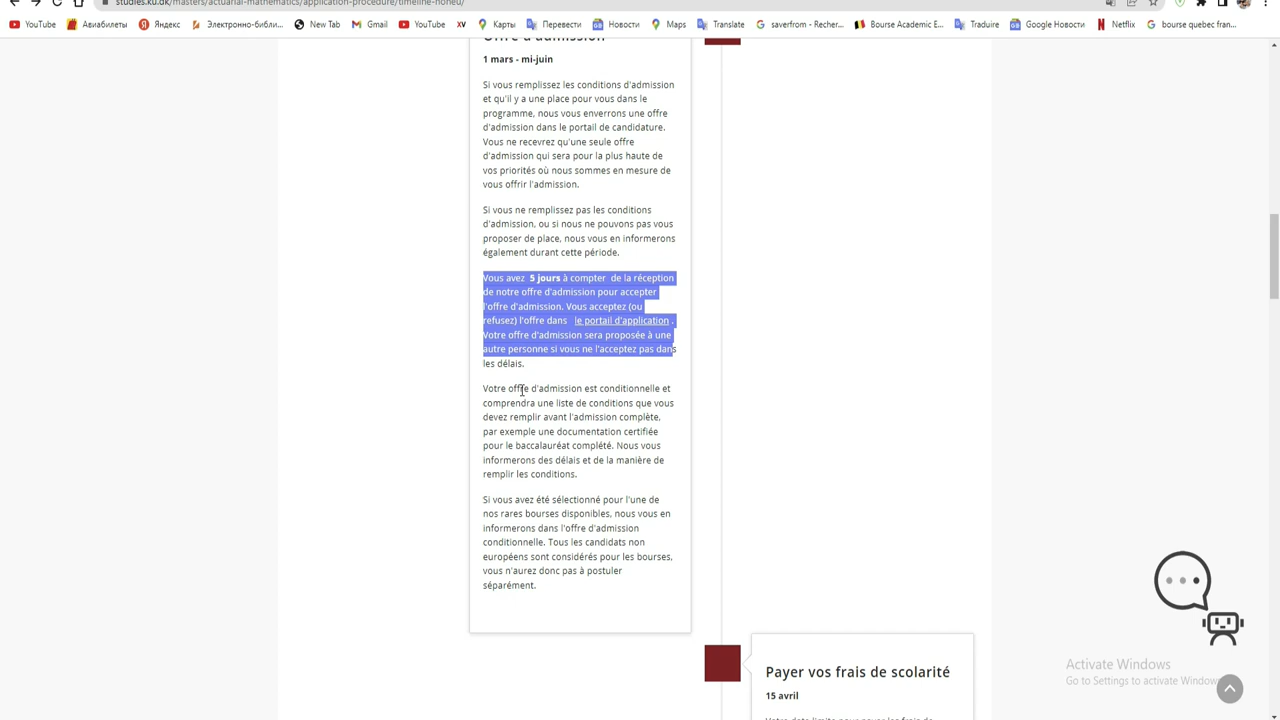 studies.ku.dk/masters/actuarial-mathematics/application-procedure/timeline-noneu/
YouTube
Авиабилеты
Яндекс
Электронно-библи...
New Tab
Gmail
YouTube
XV
Карты
Перевести
Новости
Maps
Translate
saverfrom - Recher...
Bourse Academic E...
Traduire
Google Новости
Netflix
bourse quebec fran...
Offre d'admission
1 mars - mi-juin
Si vous remplissez les conditions d'admission
et qu'il y a une place pour vous dans le
programme, nous vous enverrons une offre
d'admission dans le portail de candidature.
Vous ne recevrez qu'une seule offre
d'admission qui sera pour la plus haute de
vos priorités où nous sommes en mesure de
vous offrir l'admission.
Si vous ne remplissez pas les conditions
d'admission, ou si nous ne pouvons pas vous
proposer de place, nous vous en informerons
également durant cette période.
Vous avez 5 jours à compter de la réception
de notre offre d'admission pour accepter
l'offre d'admission. Vous acceptez (ou
refusez) l'offre dans le portail d'application .
Votre offre d'admission sera proposée à une
autre personne si vous ne l'acceptez pas dans
les délais.
Votre offre d'admission est conditionnelle et
comprendra une liste de conditions que vous
devez remplir avant l'admission complète,
par exemple une documentation certifiée
pour le baccalauréat complété. Nous vous
informerons des délais et de la manière de
remplir les conditions.
Si vous avez été sélectionné pour l'une de
nos rares bourses disponibles, nous vous en
informerons dans l'offre d'admission
conditionnelle. Tous les candidats non
européens sont considérés pour les bourses,
vous n'aurez donc pas à postuler
séparément.
Payer vos frais de scolarité
15 avril
Votre date limite pour payer les frais de
Activate Windows
Go to Settings to activate Windows.